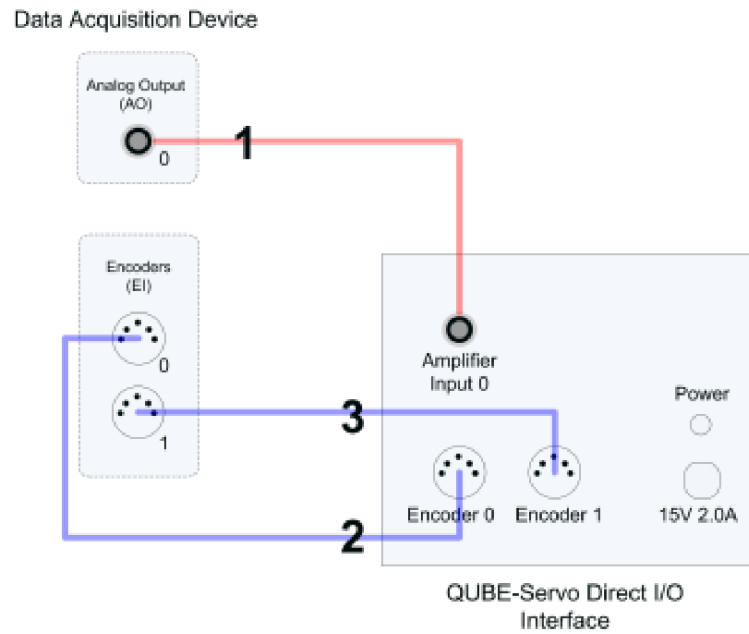 Data Acquisition Device
Analog Output
(AO)
0
1
Encoders
(EI)
0
1
3
2
Amplifier
Input 0
Power
Encoder 0
Encoder 1
15V 2.0A
QUBE-Servo Direct I/O
Interface